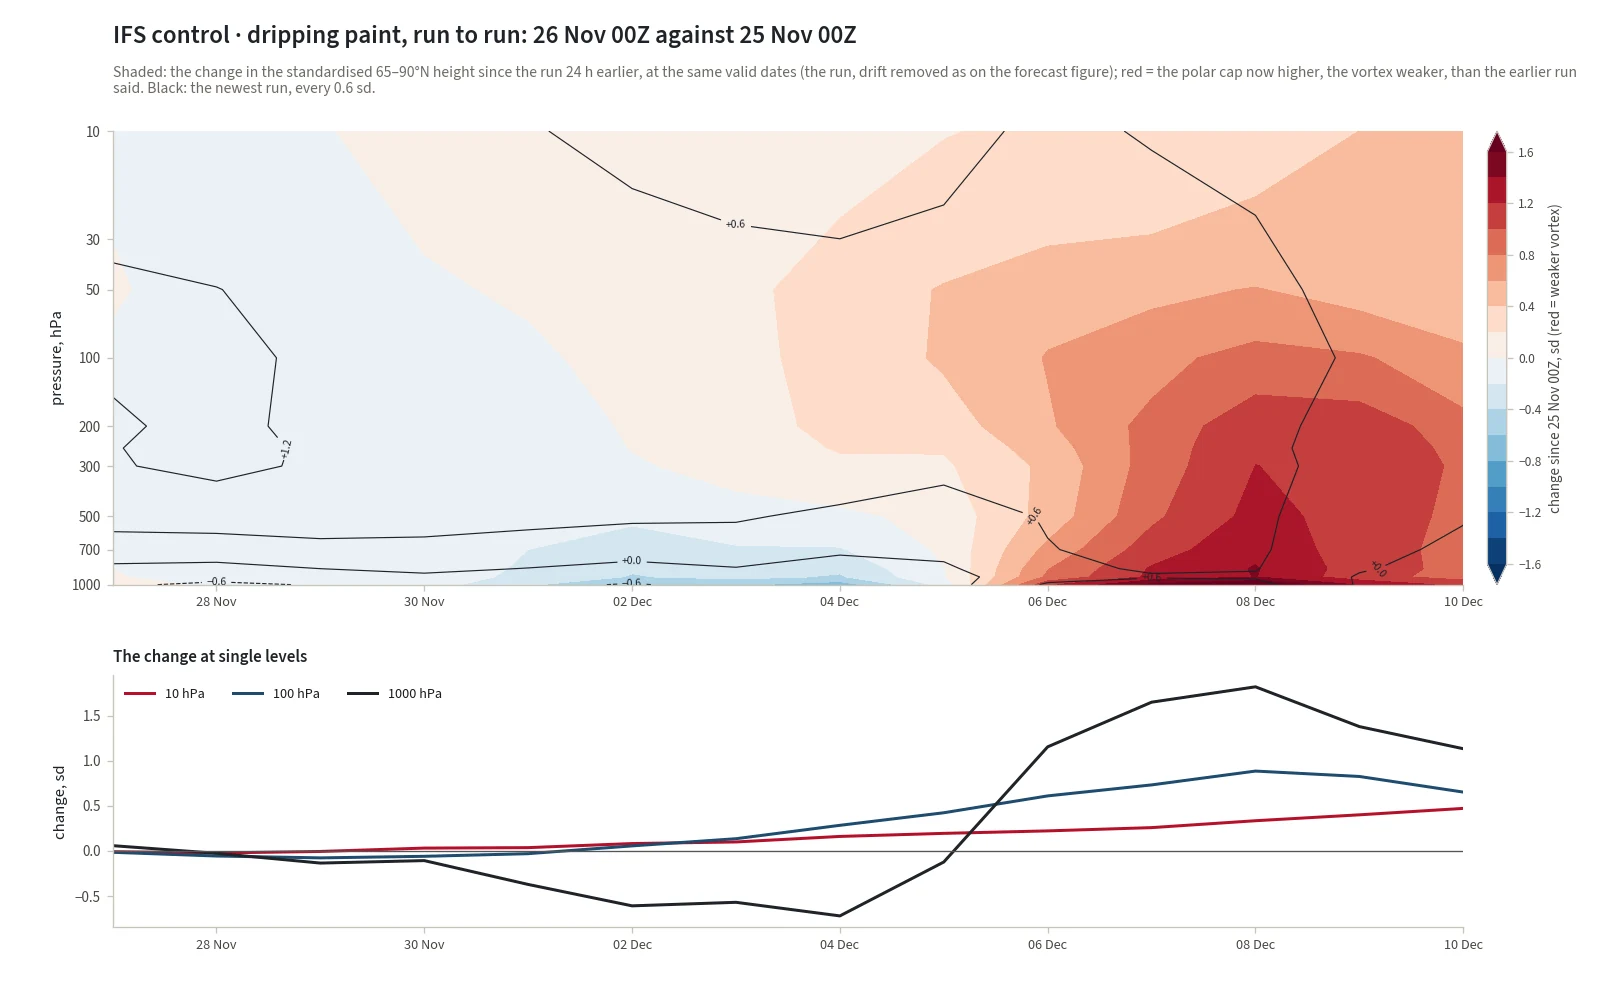 IFS control · dripping paint, run to run: 26 Nov 00Z against 25 Nov 00Z
Shaded: the change in the standardised 65–90°N height since the run 24 h earlier, at the same valid dates (the run, drift removed as on the forecast figure); red = the polar cap now higher, the vortex weaker, than the earlier run
said. Black: the newest run, every 0.6 sd.
pressure, hPa
10
30
50
100
200
300
500
700
1000
+0.6
+1.2
+0.6
+0.0
−0.6
−0.6
+0.6
+0.0
28 Nov
30 Nov
02 Dec
04 Dec
06 Dec
08 Dec
10 Dec
1.6
1.2
0.8
0.4
0.0
−0.4
−0.8
−1.2
−1.6
change since 25 Nov 00Z, sd (red = weaker vortex)
The change at single levels
10 hPa
100 hPa
1000 hPa
change, sd
1.5
1.0
0.5
0.0
−0.5
28 Nov
30 Nov
02 Dec
04 Dec
06 Dec
08 Dec
10 Dec